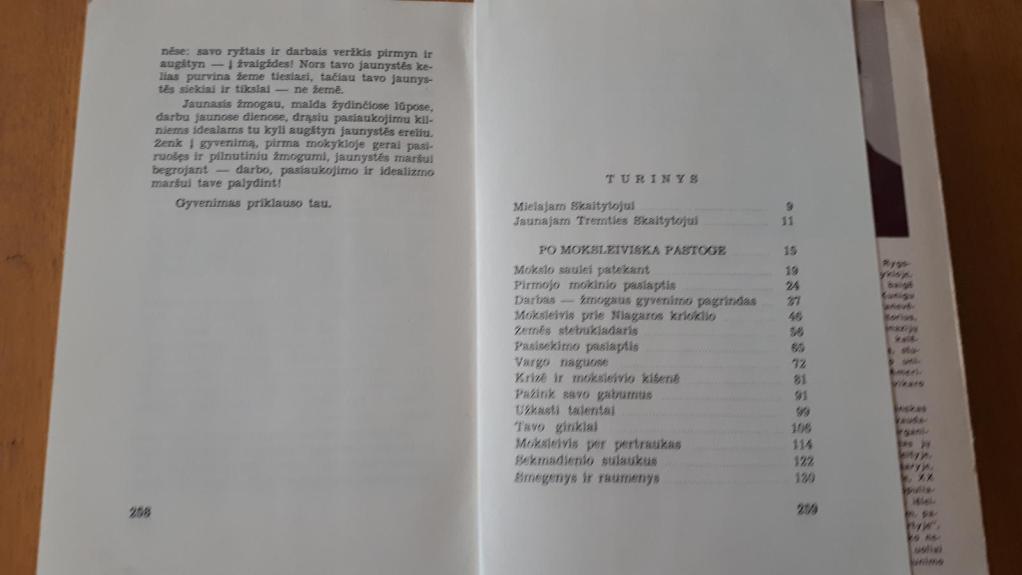 nėse: savo ryžtais ir darbais veržkis pirmyn ir
augštyn — į žvaigždes! Nors tavo jaunystės ke-
lias purvina žeme tiesiasi, tačiau tavo jaunys-
tės siekiai ir tikslai — ne žemė.
Jaunasis žmogau, malda žydinčiose lūpose,
darbu jaunose dienose, drąsiu pasiaukojimu kil-
niems idealams tu kyli augštyn jaunystės ereliu.
Ženk į gyvenimą, pirma mokykloje gerai pasi-
ruošęs ir pilnutiniu žmogumi, jaunystės maršui
begrojant — darbo, pasiaukojimo ir idealizmo
maršui tave palydint!
Gyvenimas priklauso tau.
258
TURINYS
Mielajam Skaitytojui 9
Jaunajam Tremties Skaitytojui 11
PO MOKSLEIVIŠKA PASTOGE 15
Mokslo saulei patekant 19
Pirmojo mokinio paslaptis 24
Darbas — žmogaus gyvenimo pagrindas 37
Moksleivis prie Niagaros krioklio 46
Žemės stebukladaris 56
Pasisekimo paslaptis 65
Vargo naguose 72
Krizė ir moksleivio kišenė 81
Pažink savo gabumus 91
Užkasti talentai 99
Tavo ginklai 106
Moksleivis per pertraukas 114
Sekmadienio sulaukus 122
Smegenys ir raumenys 130
259
Kunigu
XX